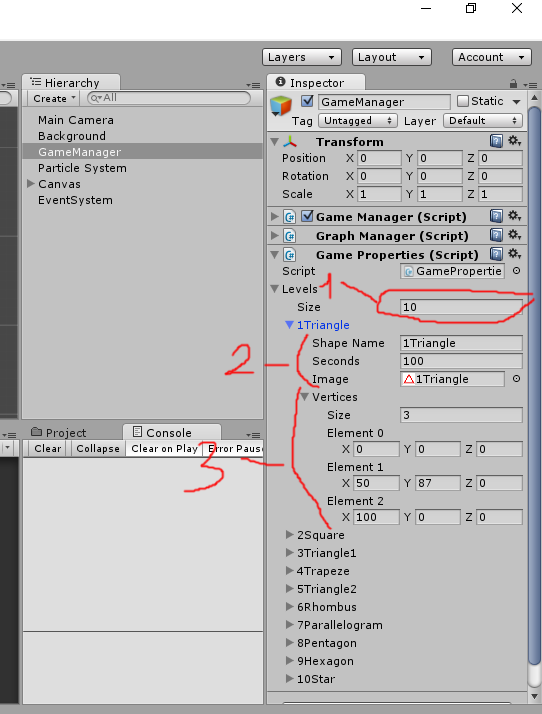 Layers Layout Account
Hierarchy Inspector
Create All GameManager Static
Tag Untagged Layer Default
Main Camera
Background
GameManager
Particle System
Canvas
EventSystem
Transform
Position X 0 Y 0 Z 0
Rotation X 0 Y 0 Z 0
Scale X 1 Y 1 Z 1
C# Game Manager (Script)
C# Graph Manager (Script)
C# Game Properties (Script)
Script GamePropertie
Levels 1
Size 10
1Triangle
2
Shape Name 1Triangle
Seconds 100
Image 1Triangle
Vertices
Size 3
3
Element 0
X 0 Y 0 Z 0
Element 1
X 50 Y 87 Z 0
Element 2
X 100 Y 0 Z 0
2Square
3Triangle1
4Trapeze
5Triangle2
6Rhombus
7Parallelogram
8Pentagon
9Hexagon
10Star
Project Console
Clear Collapse Clear on Play Error Pause